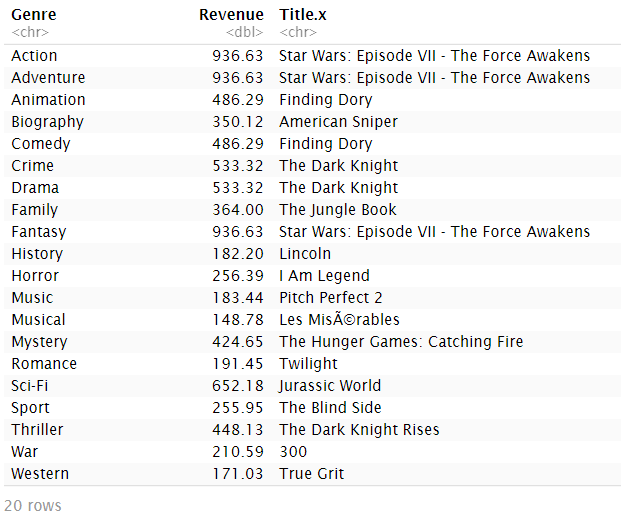 Genre Revenue Title.x
<chr> <dbl> <chr>
Action 936.63 Star Wars: Episode VII - The Force Awakens
Adventure 936.63 Star Wars: Episode VII - The Force Awakens
Animation 486.29 Finding Dory
Biography 350.12 American Sniper
Comedy 486.29 Finding Dory
Crime 533.32 The Dark Knight
Drama 533.32 The Dark Knight
Family 364.00 The Jungle Book
Fantasy 936.63 Star Wars: Episode VII - The Force Awakens
History 182.20 Lincoln
Horror 256.39 I Am Legend
Music 183.44 Pitch Perfect 2
Musical 148.78 Les MisÃ©rables
Mystery 424.65 The Hunger Games: Catching Fire
Romance 191.45 Twilight
Sci-Fi 652.18 Jurassic World
Sport 255.95 The Blind Side
Thriller 448.13 The Dark Knight Rises
War 210.59 300
Western 171.03 True Grit
20 rows